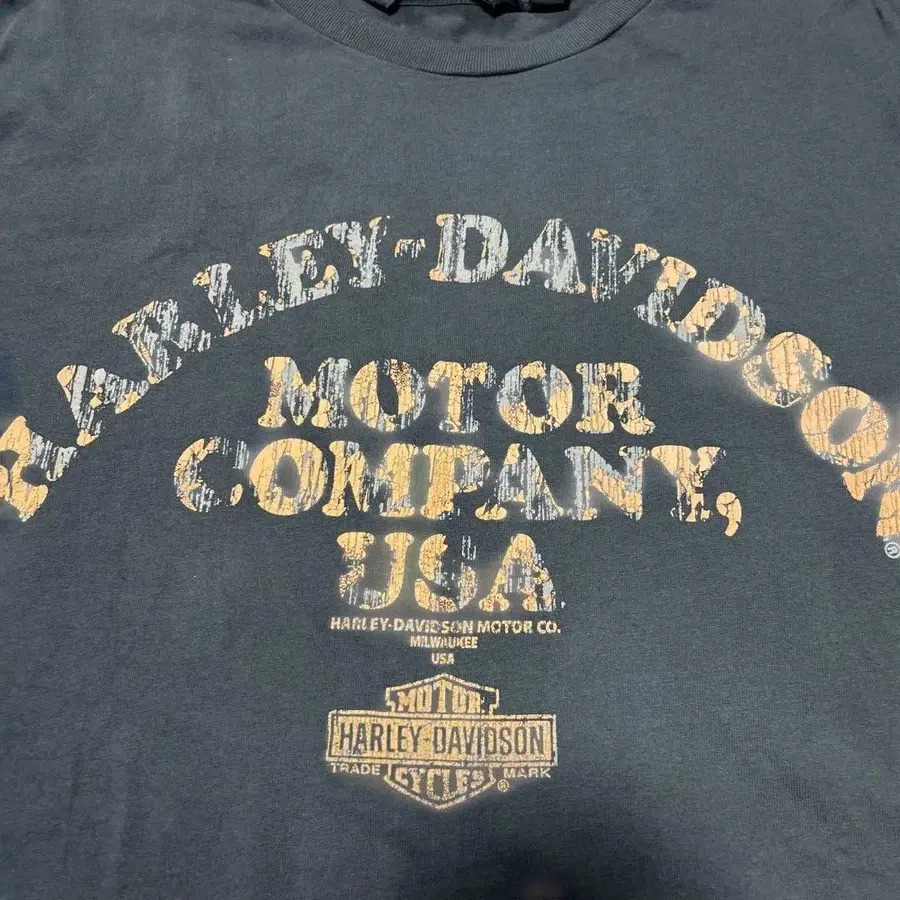 HARLEY-DAVIDSON
®
MOTOR
COMPANY,
USA
HARLEY-DAVIDSON MOTOR CO.
MILWAUKEE
USA
MOTOR
HARLEY-DAVIDSON
TRADE MARK
CYCLES ®